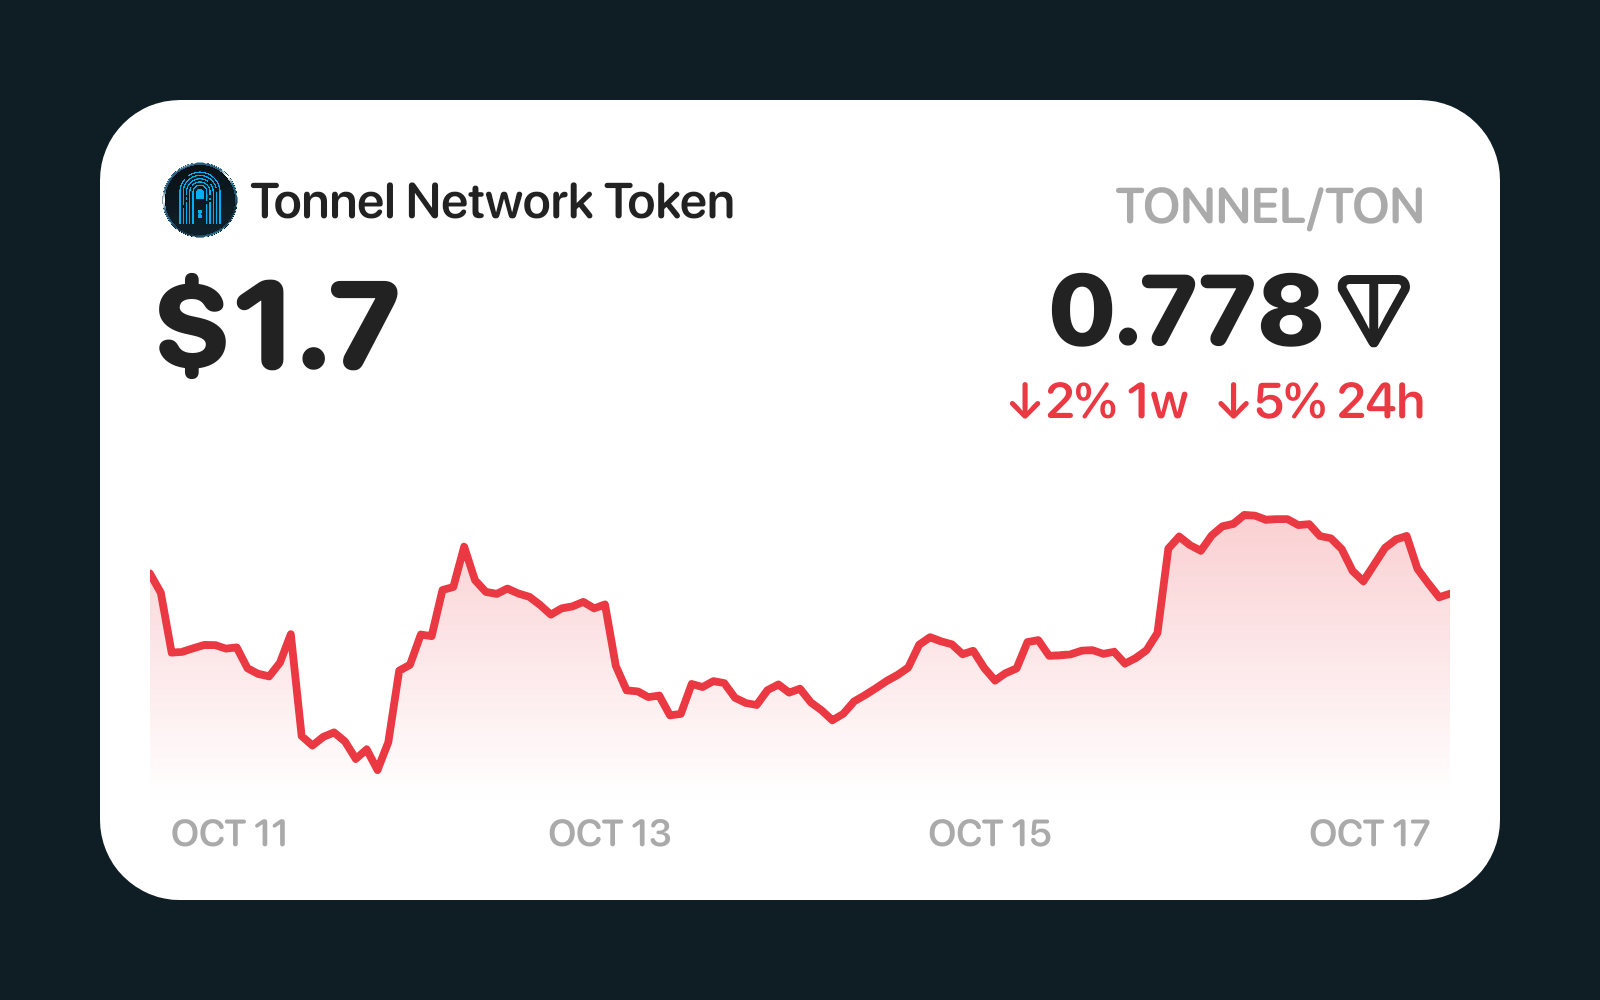 Tonnel Network Token
TONNEL/TON
$1.7
0.778
↓2% 1w ↓5% 24h
OCT 11 OCT 13 OCT 15 OCT 17